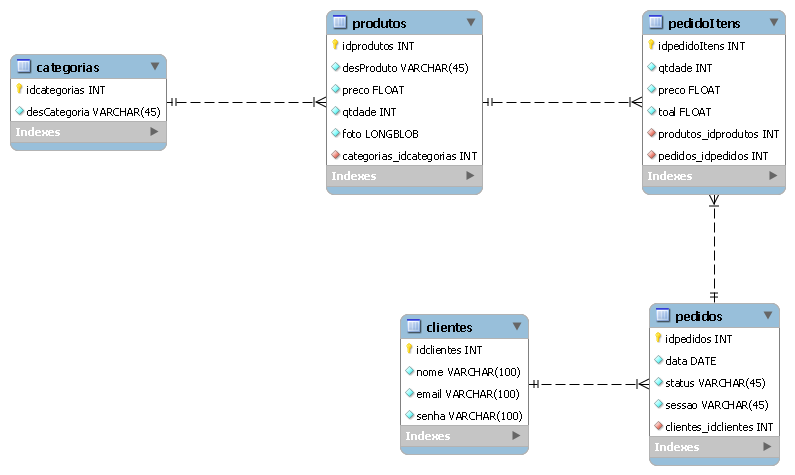 categorias
idcategorias INT
desCategoria VARCHAR(45)
Indexes
produtos
idprodutos INT
desProduto VARCHAR(45)
preco FLOAT
qtdade INT
foto LONGBLOB
categorias_idcategorias INT
Indexes
pedidoItens
idpedidoItens INT
qtdade INT
preco FLOAT
toal FLOAT
produtos_idprodutos INT
pedidos_idpedidos INT
Indexes
clientes
idclientes INT
nome VARCHAR(100)
email VARCHAR(100)
senha VARCHAR(100)
Indexes
pedidos
idpedidos INT
data DATE
status VARCHAR(45)
sessao VARCHAR(45)
clientes_idclientes INT
Indexes